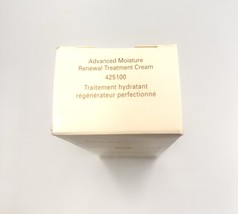 Advanced Moisture
Renewal Treatment Cream
425100
Traitement hydratant
régénérateur perfectionné